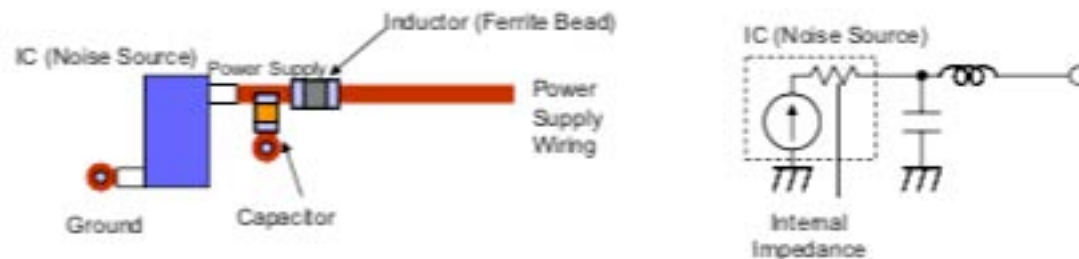 Inductor (Ferrite Bead)
IC (Noise Source)
Power Supply
Power
Supply
Wiring
Capacitor
Ground
IC (Noise Source)
Internal
Impedance